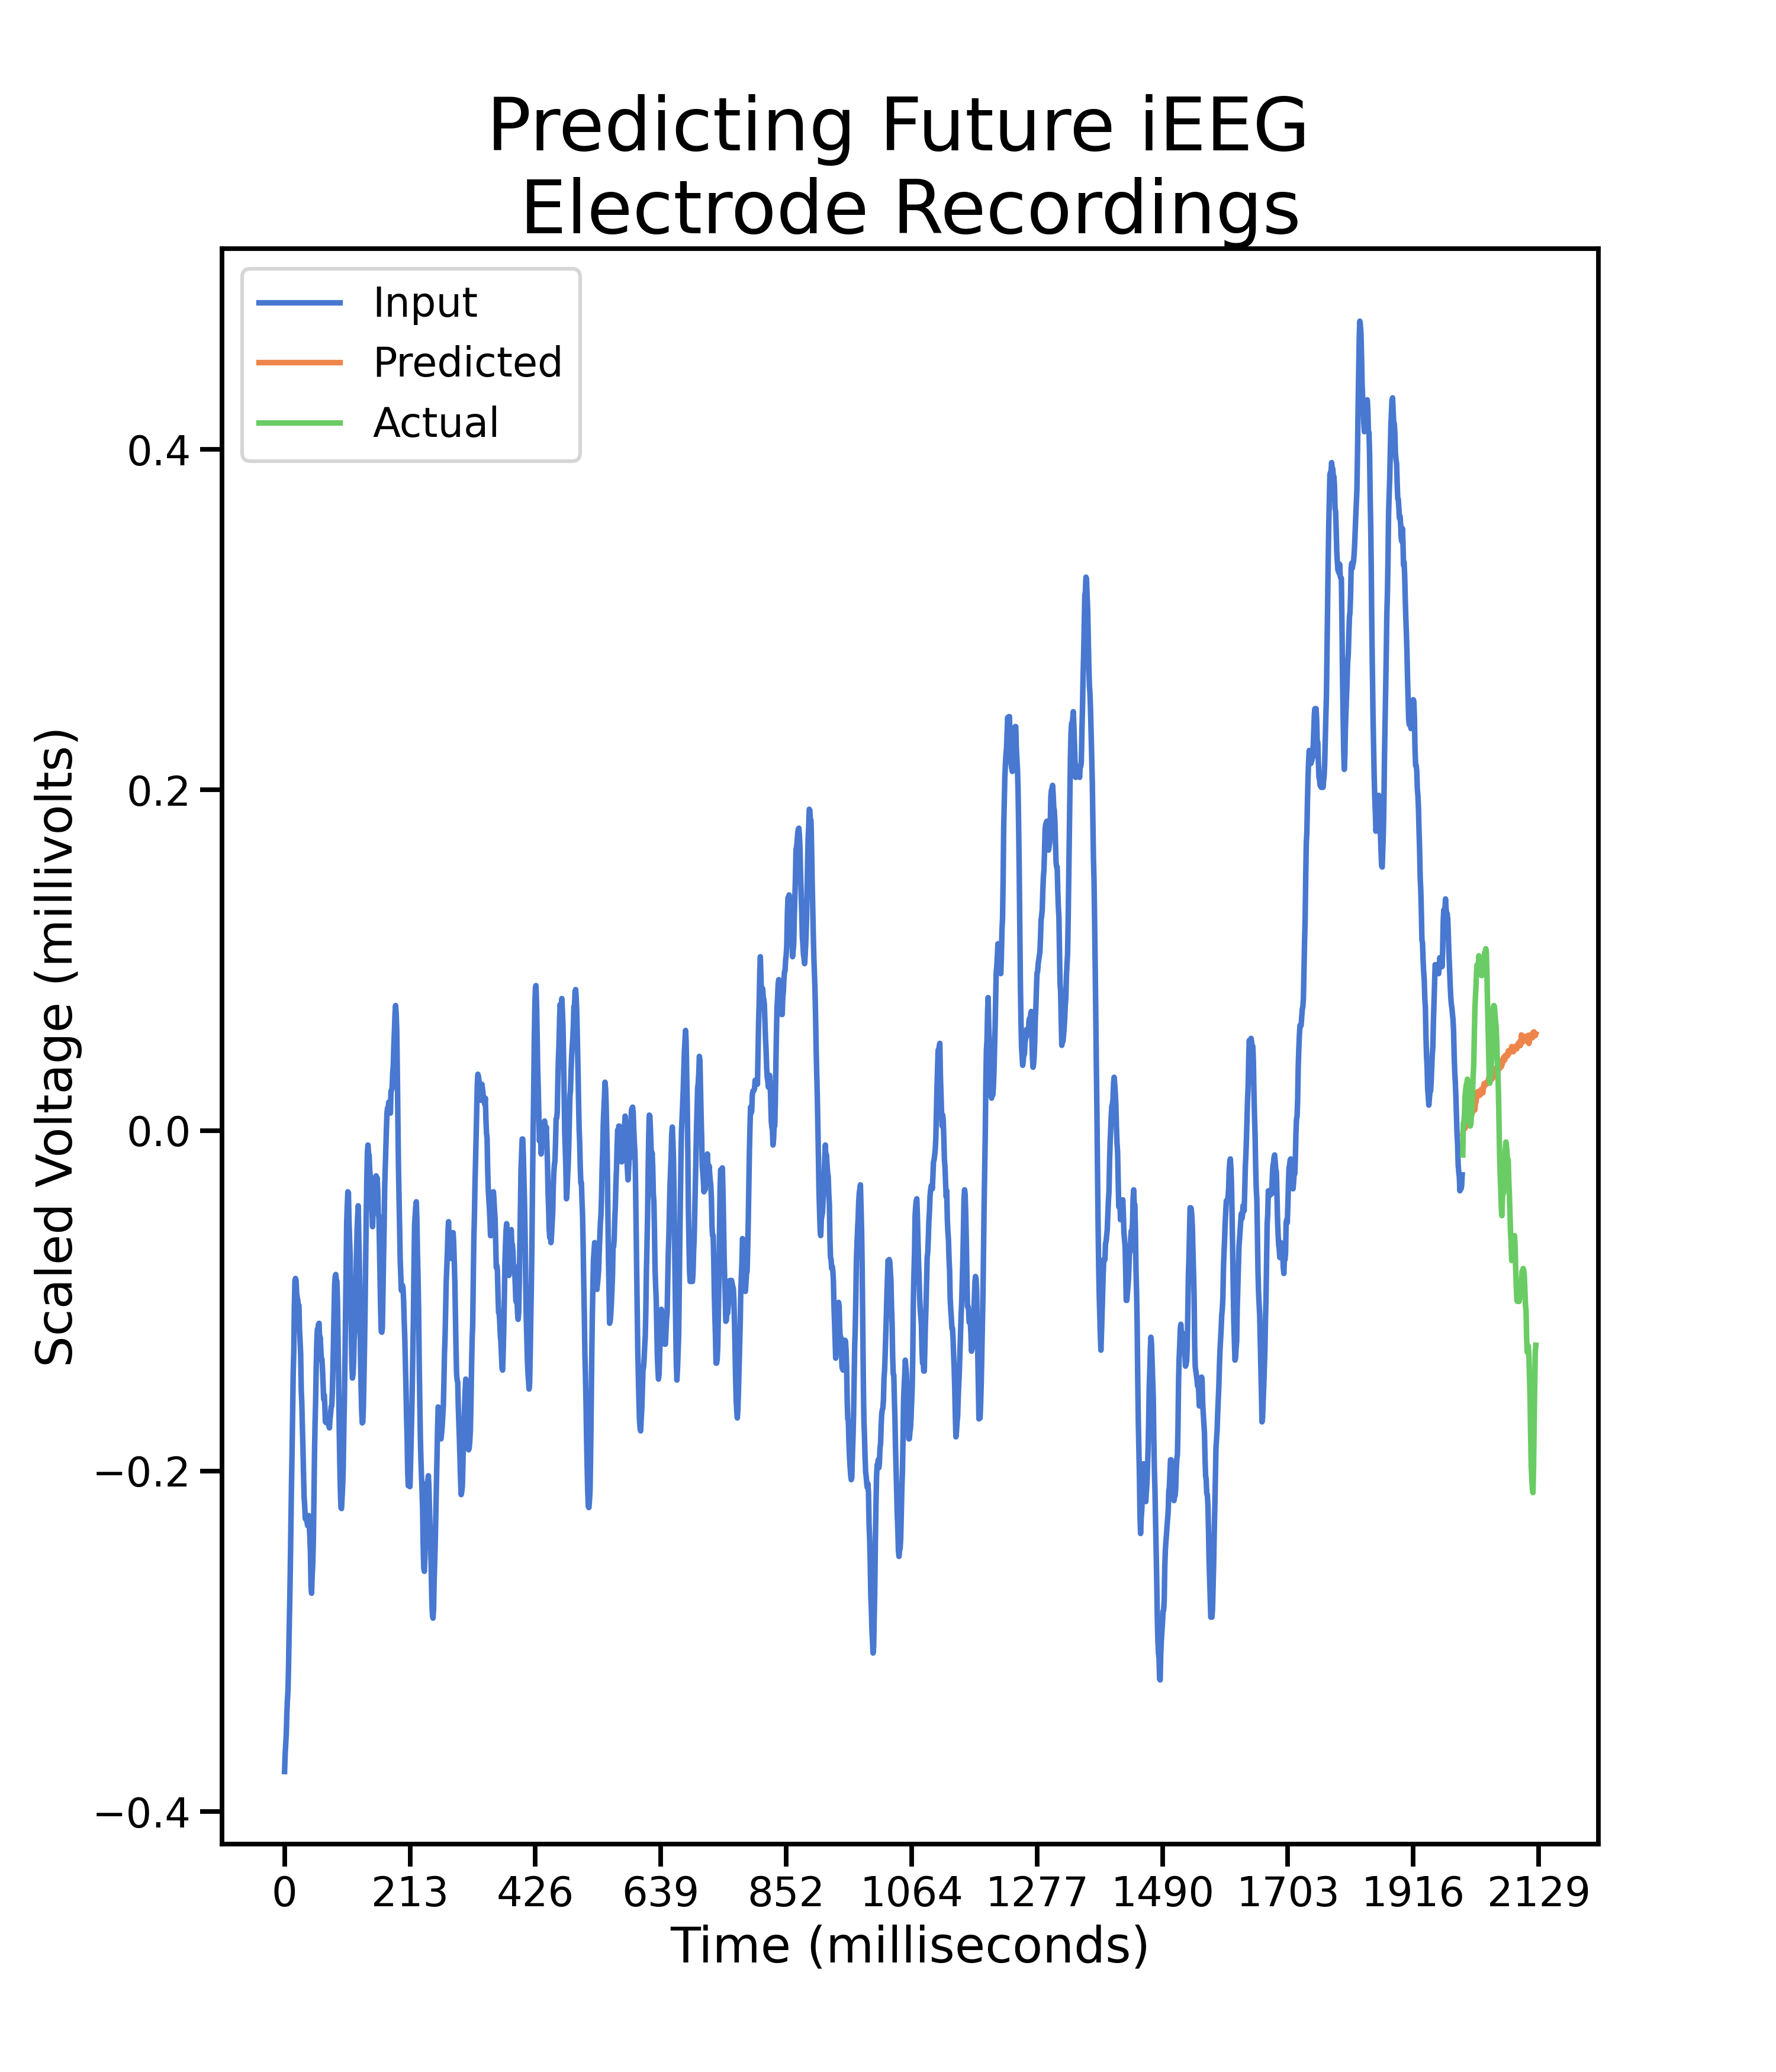 Predicting Future iEEG
Electrode Recordings
Input
Predicted
Actual
0.4
0.2
0.0
−0.2
−0.4
Scaled Voltage (millivolts)
0 213 426 639 852 1064 1277 1490 1703 1916 2129
Time (milliseconds)